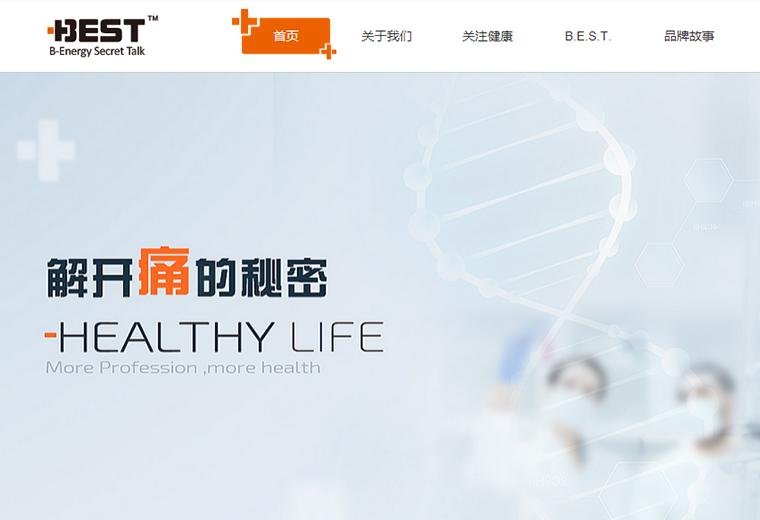 BEST™
B-Energy Secret Talk
首页
关于我们
关注健康
B.E.S.T.
品牌故事
解开痛的秘密
-HEALTHY LIFE
More Profession ,more health